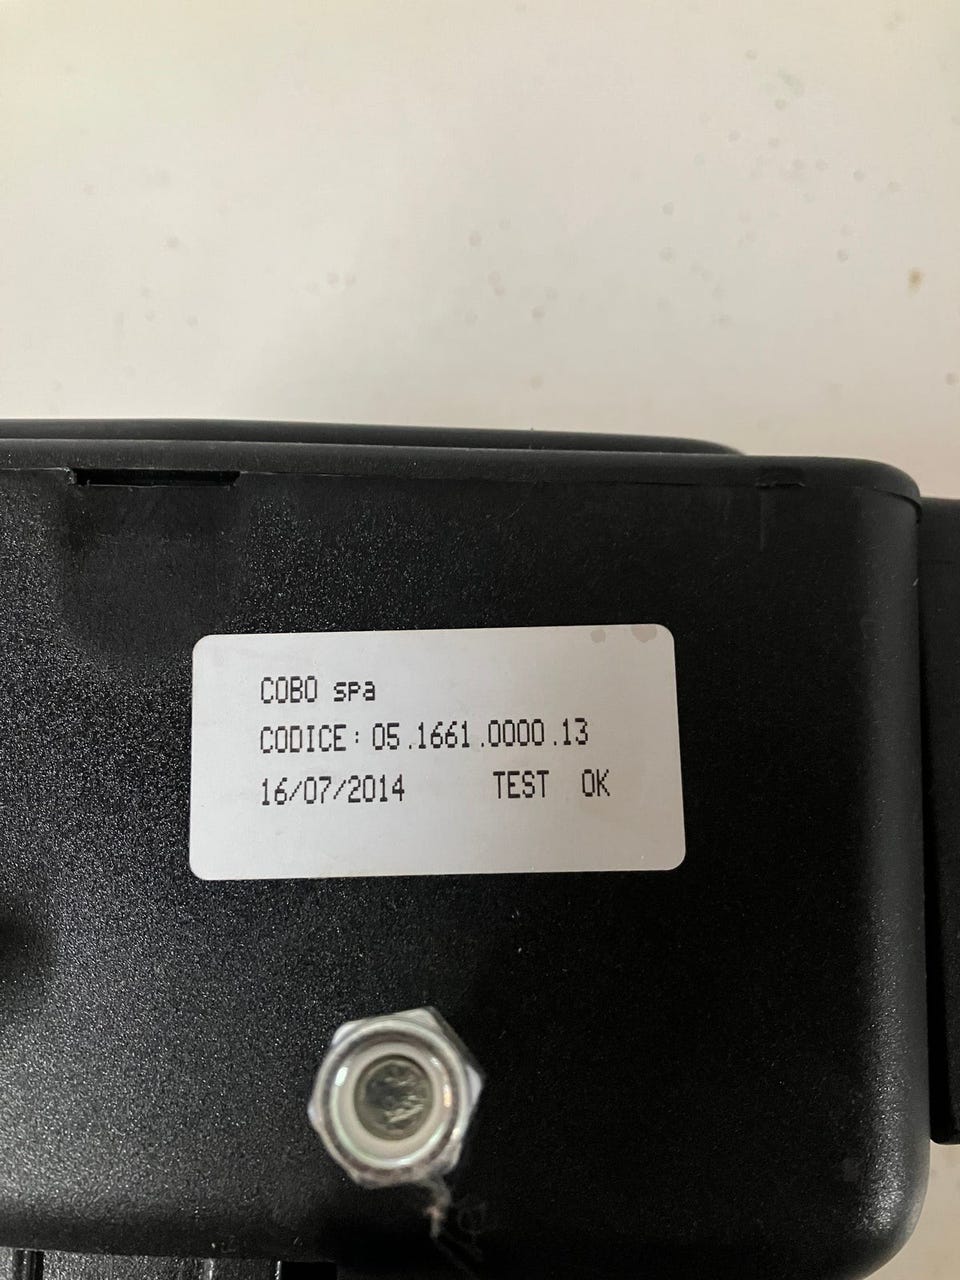 COBO spa
CODICE: 05.1661.0000.13
16/07/2014 TEST OK